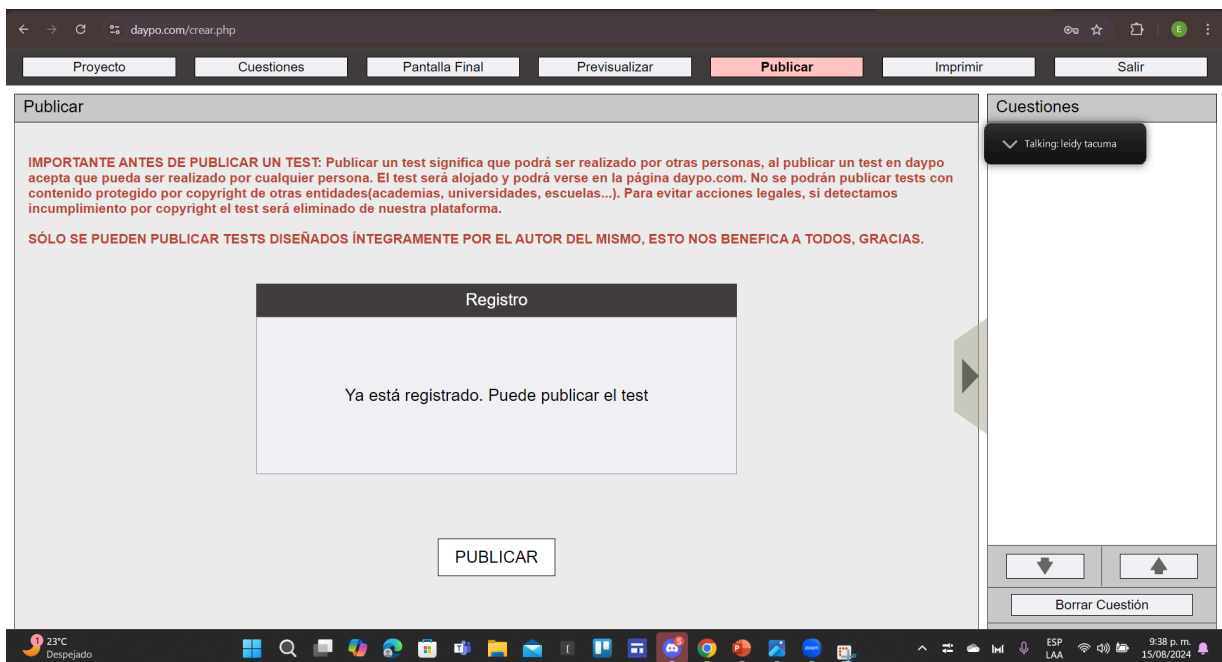 daypo.com/crear.php
E
Proyecto
Cuestiones
Pantalla Final
Previsualizar
Publicar
Imprimir
Salir
Publicar
IMPORTANTE ANTES DE PUBLICAR UN TEST: Publicar un test significa que podrá ser realizado por otras personas, al publicar un test en daypo
acepta que pueda ser realizado por cualquier persona. El test será alojado y podrá verse en la página daypo.com. No se podrán publicar tests con
contenido protegido por copyright de otras entidades(academias, universidades, escuelas...). Para evitar acciones legales, si detectamos
incumplimiento por copyright el test será eliminado de nuestra plataforma.
SÓLO SE PUEDEN PUBLICAR TESTS DISEÑADOS ÍNTEGRAMENTE POR EL AUTOR DEL MISMO, ESTO NOS BENEFICA A TODOS, GRACIAS.
Registro
Ya está registrado. Puede publicar el test
PUBLICAR
Cuestiones
Talking: leidy tacuma
Borrar Cuestión
1
23°C
Despejado
zoom
ESP
LAA
9:38 p. m.
15/08/2024